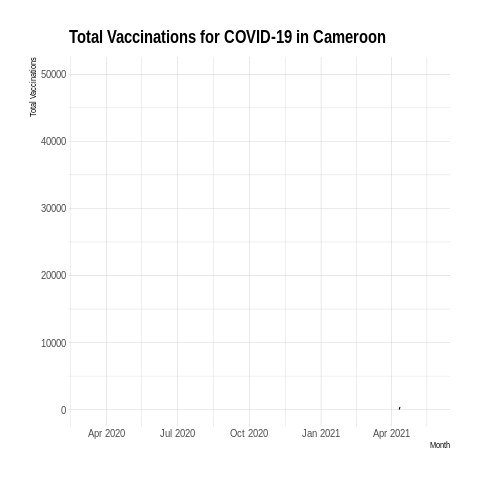 Total Vaccinations for COVID-19 in Cameroon
Total Vaccinations
50000
40000
30000
20000
10000
0
Apr 2020 Jul 2020 Oct 2020 Jan 2021 Apr 2021
Month